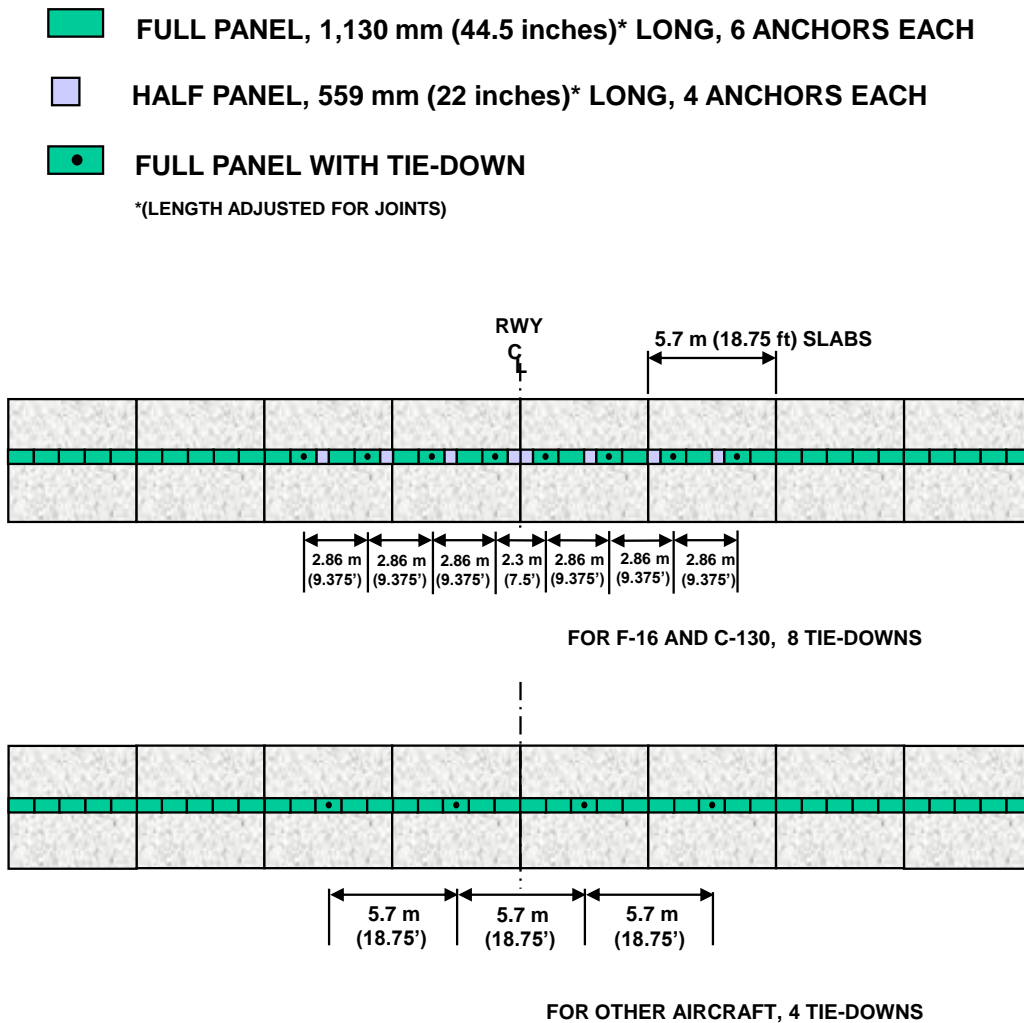 FULL PANEL, 1,130 mm (44.5 inches)* LONG, 6 ANCHORS EACH
HALF PANEL, 559 mm (22 inches)* LONG, 4 ANCHORS EACH
FULL PANEL WITH TIE-DOWN
*(LENGTH ADJUSTED FOR JOINTS)
RWY
C
L
5.7 m (18.75 ft) SLABS
2.86 m
(9.375’)
2.86 m
(9.375’)
2.86 m
(9.375’)
2.3 m
(7.5’)
2.86 m
(9.375’)
2.86 m
(9.375’)
2.86 m
(9.375’)
FOR F-16 AND C-130, 8 TIE-DOWNS
5.7 m
(18.75’)
5.7 m
(18.75’)
5.7 m
(18.75’)
FOR OTHER AIRCRAFT, 4 TIE-DOWNS